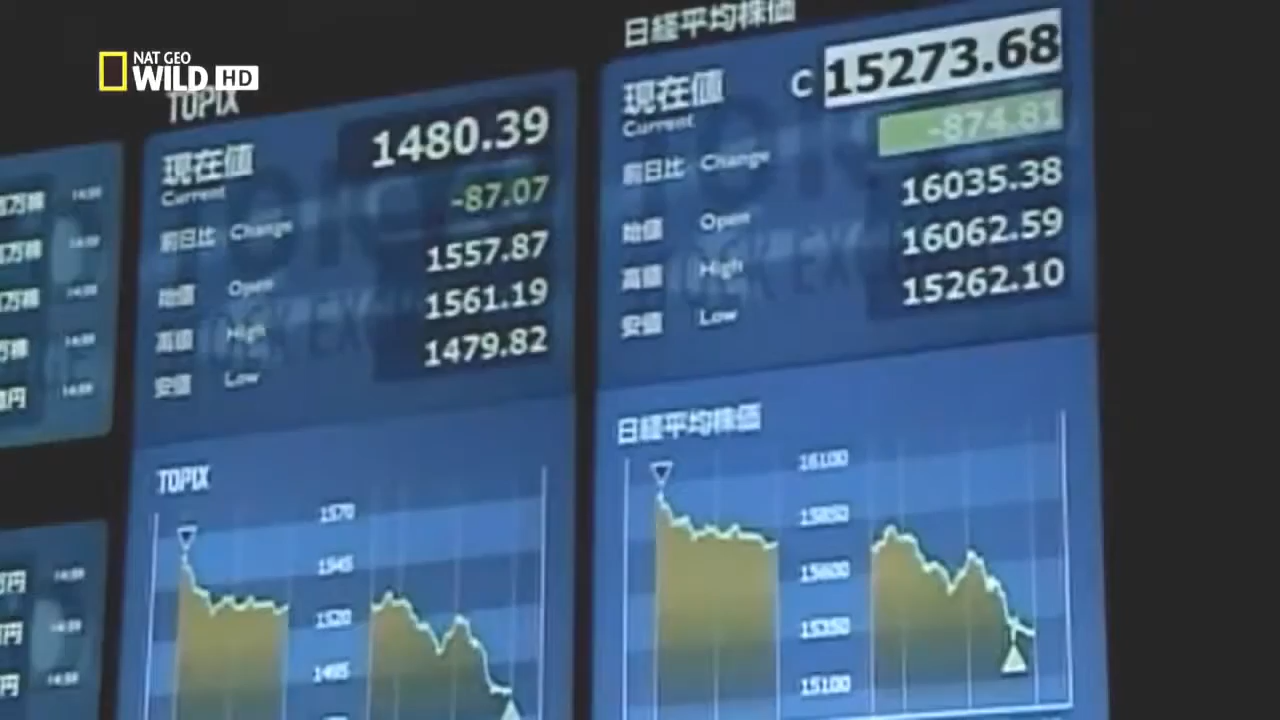 NAT GEO
WILD HD
TOPIX
現在値 1480.39
Current
前日比 Change -87.07
始値 Open 1557.87
高値 High 1561.19
安値 Low 1479.82
TOPIX
1570
1545
1520
1495
日経平均株価
現在値 C 15273.68
Current
前日比 Change -874.81
始値 Open 16035.38
高値 High 16062.59
安値 Low 15262.10
日経平均株価
16100
15850
15600
15350
15100